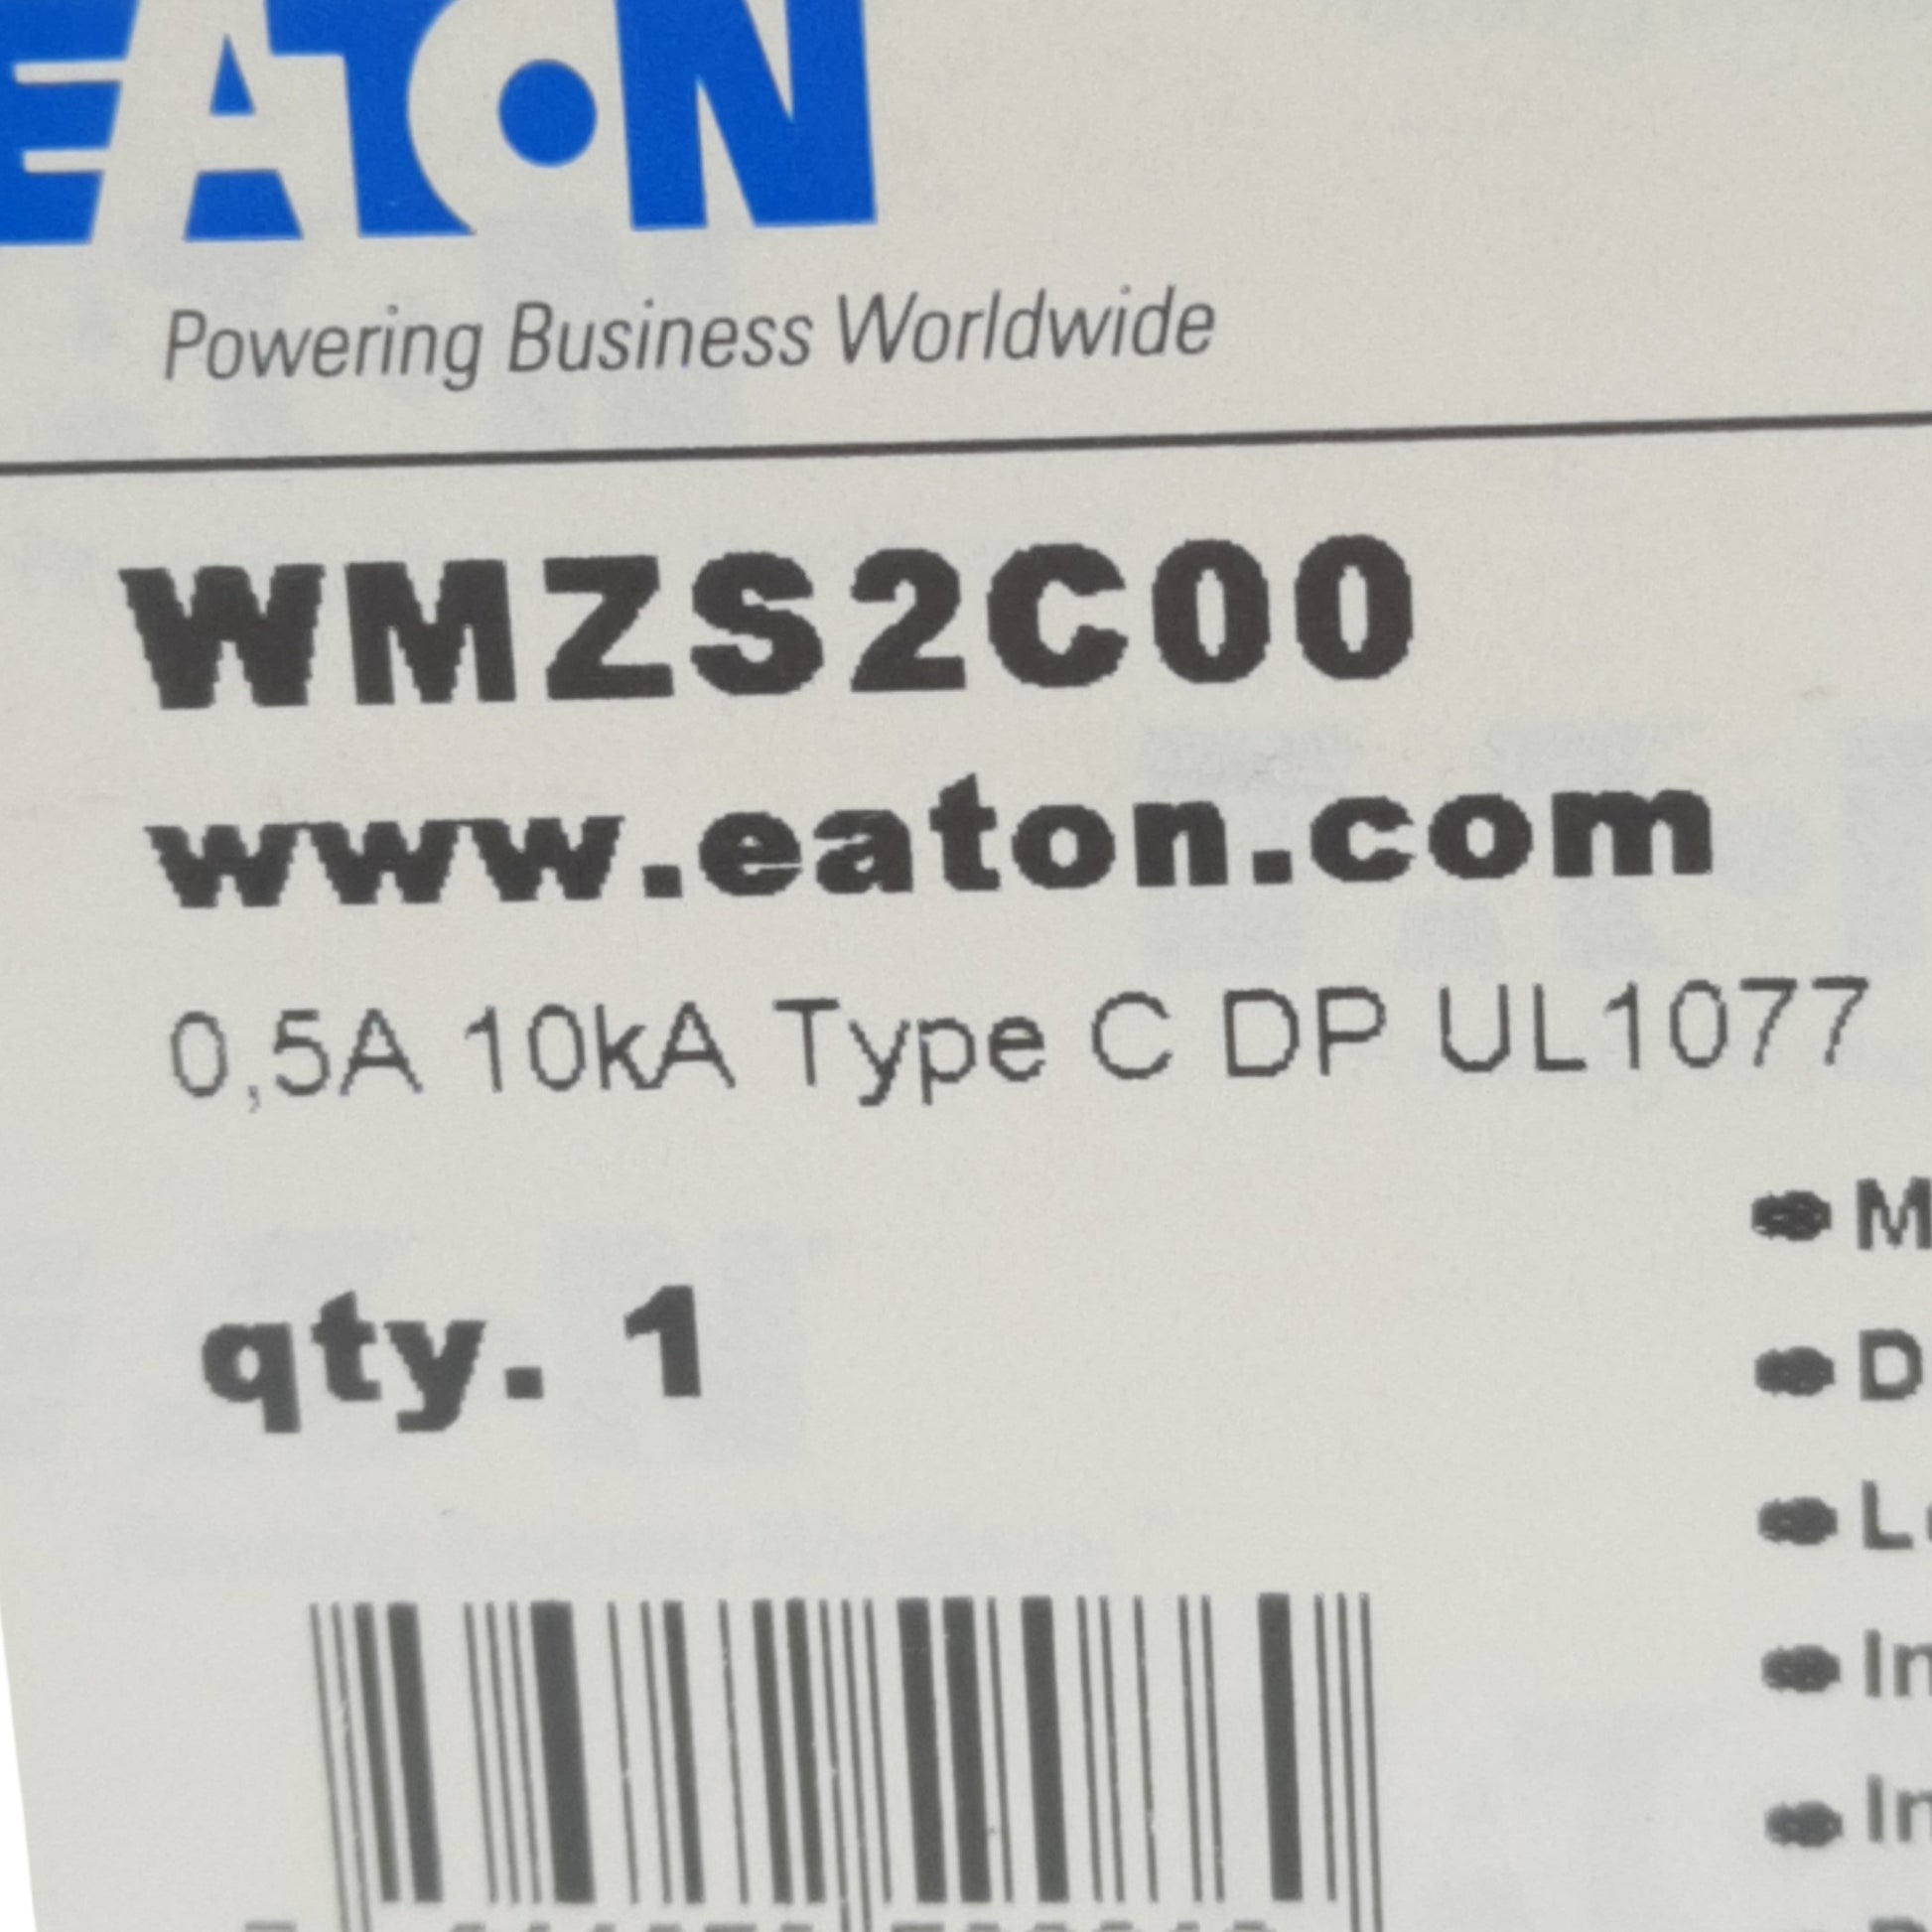 EATON
Powering Business Worldwide
WMZS2C00
www.eaton.com
0,5A 10kA Type C DP UL1077
qty. 1